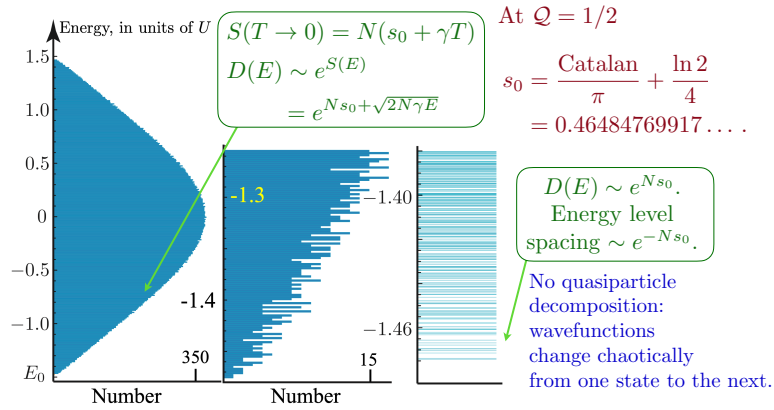 Energy, in units of U
1.5
1.0
0.5
0
−0.5
−1.0
E₀
350
Number
S(T → 0) = N(s₀ + γT)
D(E) ∼ e^{S(E)}
= e^{Ns₀+√(2NγE)}
-1.3
-1.4
15
Number
−1.40
−1.46
At 𝒬 = 1/2
s₀ = Catalan/π + ln 2/4
= 0.46484769917 . . . .
D(E) ∼ e^{Ns₀}.
Energy level
spacing ∼ e^{−Ns₀}.
No quasiparticle
decomposition:
wavefunctions
change chaotically
from one state to the next.